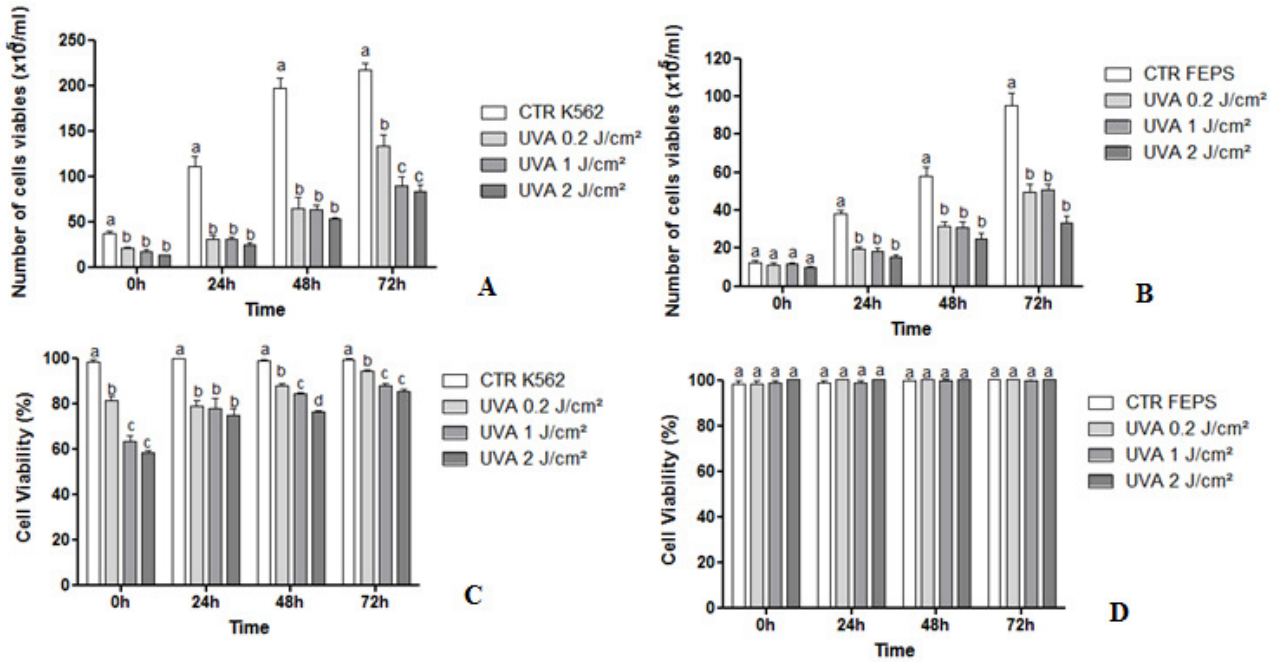 Number of cells viables (x10⁵/ml)
250
200
150
100
50
0
a b b b
a b b b
a b b b
a b c c
0h 24h 48h 72h
Time
CTR K562
UVA 0.2 J/cm²
UVA 1 J/cm²
UVA 2 J/cm²
A
Number of cells viables (x10⁵/ml)
120
100
80
60
40
20
0
a a a a
a b b b
a b b b
a b b b
0h 24h 48h 72h
Time
CTR FEPS
UVA 0.2 J/cm²
UVA 1 J/cm²
UVA 2 J/cm²
B
Cell Viability (%)
100
80
60
40
20
0
a b c c
a b b b
a b c d
a b c c
0h 24h 48h 72h
Time
CTR K562
UVA 0.2 J/cm²
UVA 1 J/cm²
UVA 2 J/cm²
C
Cell Viability (%)
100
80
60
40
20
0
a a a a
a a a a
a a a a
a a a a
0h 24h 48h 72h
Time
CTR FEPS
UVA 0.2 J/cm²
UVA 1 J/cm²
UVA 2 J/cm²
D